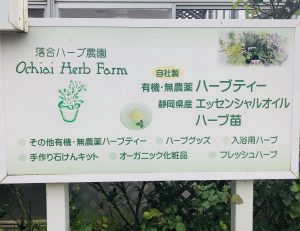 落合ハーブ農園
Ochiai Herb Farm
自社製
有機・無農薬 ハーブティー
静岡県産 エッセンシャルオイル
ハーブ苗
その他有機・無農薬ハーブティー ハーブグッズ 入浴用ハーブ
手作り石けんキット オーガニック化粧品 フレッシュハーブ